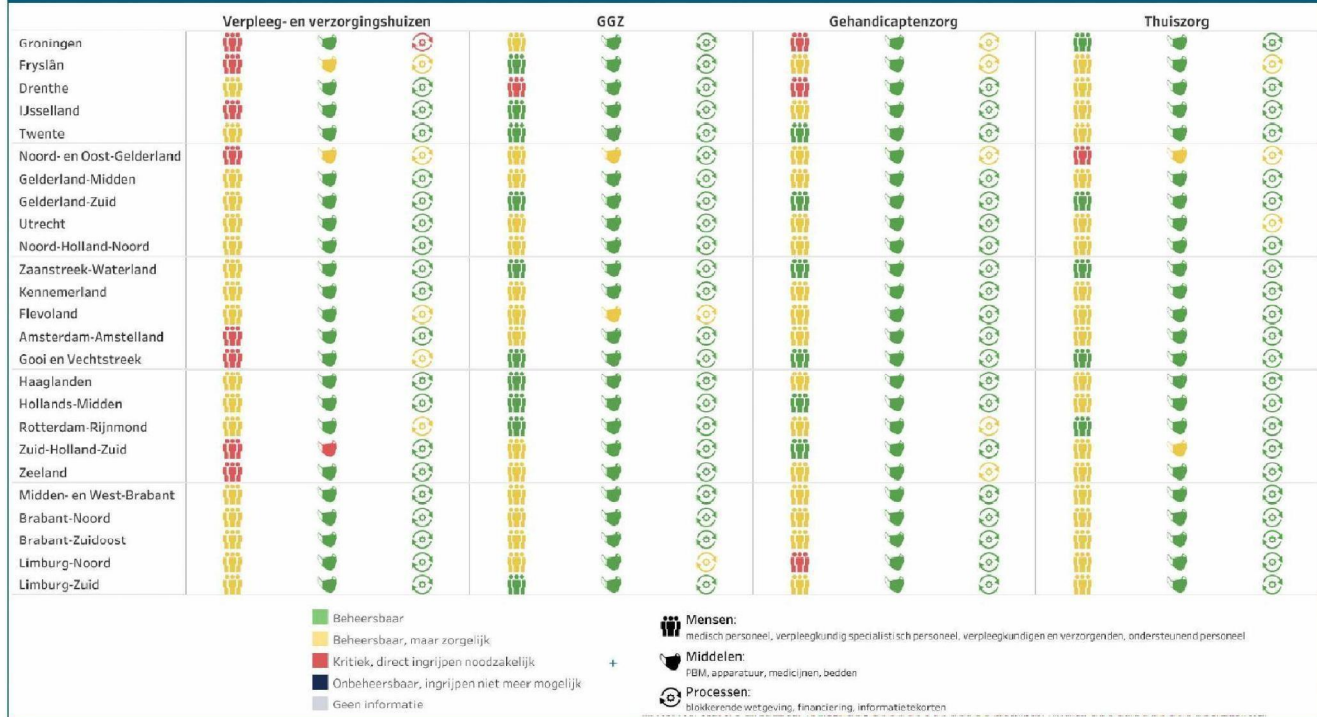 Verpleeg- en verzorgingshuizen GGZ Gehandicaptenzorg Thuiszorg
Groningen
Fryslân
Drenthe
IJsselland
Twente
Noord- en Oost-Gelderland
Gelderland-Midden
Gelderland-Zuid
Utrecht
Noord-Holland-Noord
Zaanstreek-Waterland
Kennemerland
Flevoland
Amsterdam-Amstelland
Gooi en Vechtstreek
Haaglanden
Hollands-Midden
Rotterdam-Rijnmond
Zuid-Holland-Zuid
Zeeland
Midden- en West-Brabant
Brabant-Noord
Brabant-Zuidoost
Limburg-Noord
Limburg-Zuid
Beheersbaar
Beheersbaar, maar zorgelijk
Kritiek, direct ingrijpen noodzakelijk
Onbeheersbaar, ingrijpen niet meer mogelijk
Geen informatie
+
Mensen:
medisch personeel, verpleegkundig specialistisch personeel, verpleegkundigen en verzorgenden, ondersteunend personeel
Middelen:
PBM, apparatuur, medicijnen, bedden
Processen:
blokkerende wetgeving, financiering, informatietekorten